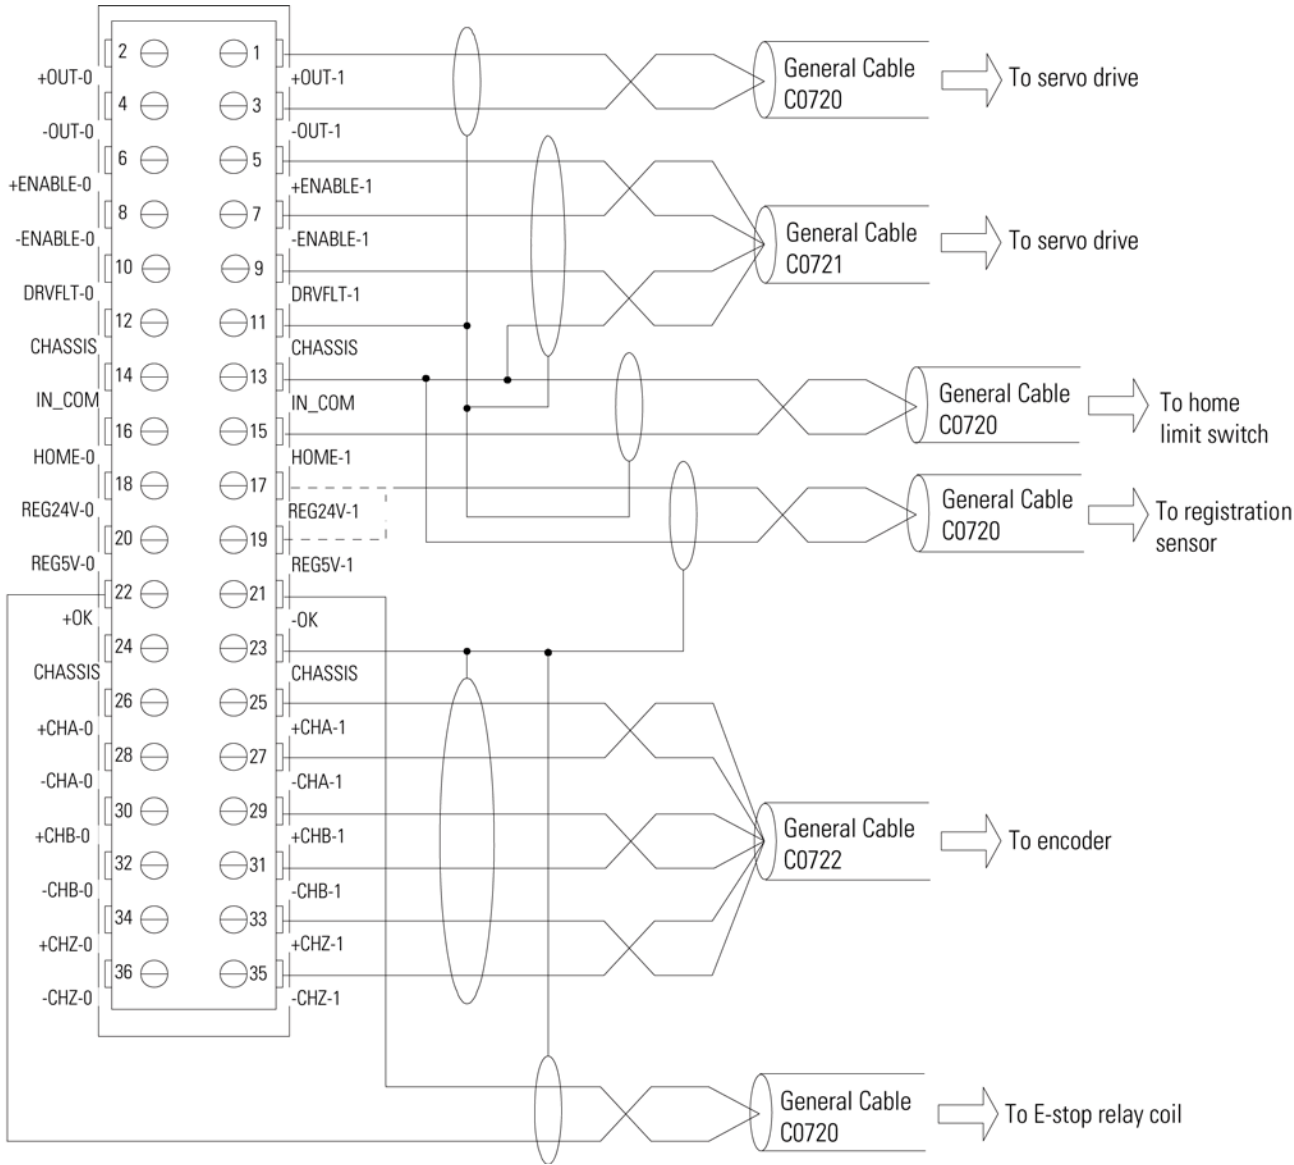 2 1 General Cable
+OUT-0 +OUT-1 C0720 To servo drive
4 3
-OUT-0 -OUT-1
6 5
+ENABLE-0 +ENABLE-1
8 7 General Cable
-ENABLE-0 -ENABLE-1 C0721 To servo drive
10 9
DRVFLT-0 DRVFLT-1
12 11
CHASSIS CHASSIS
14 13 General Cable
IN_COM IN_COM C0720 To home
16 15 limit switch
HOME-0 HOME-1
18 17 General Cable
REG24V-0 REG24V-1 C0720 To registration
20 19 sensor
REG5V-0 REG5V-1
22 21
+OK -OK
24 23
CHASSIS CHASSIS
26 25
+CHA-0 +CHA-1
28 27
-CHA-0 -CHA-1
30 29 General Cable
+CHB-0 +CHB-1 C0722 To encoder
32 31
-CHB-0 -CHB-1
34 33
+CHZ-0 +CHZ-1
36 35
-CHZ-0 -CHZ-1
General Cable
C0720 To E-stop relay coil